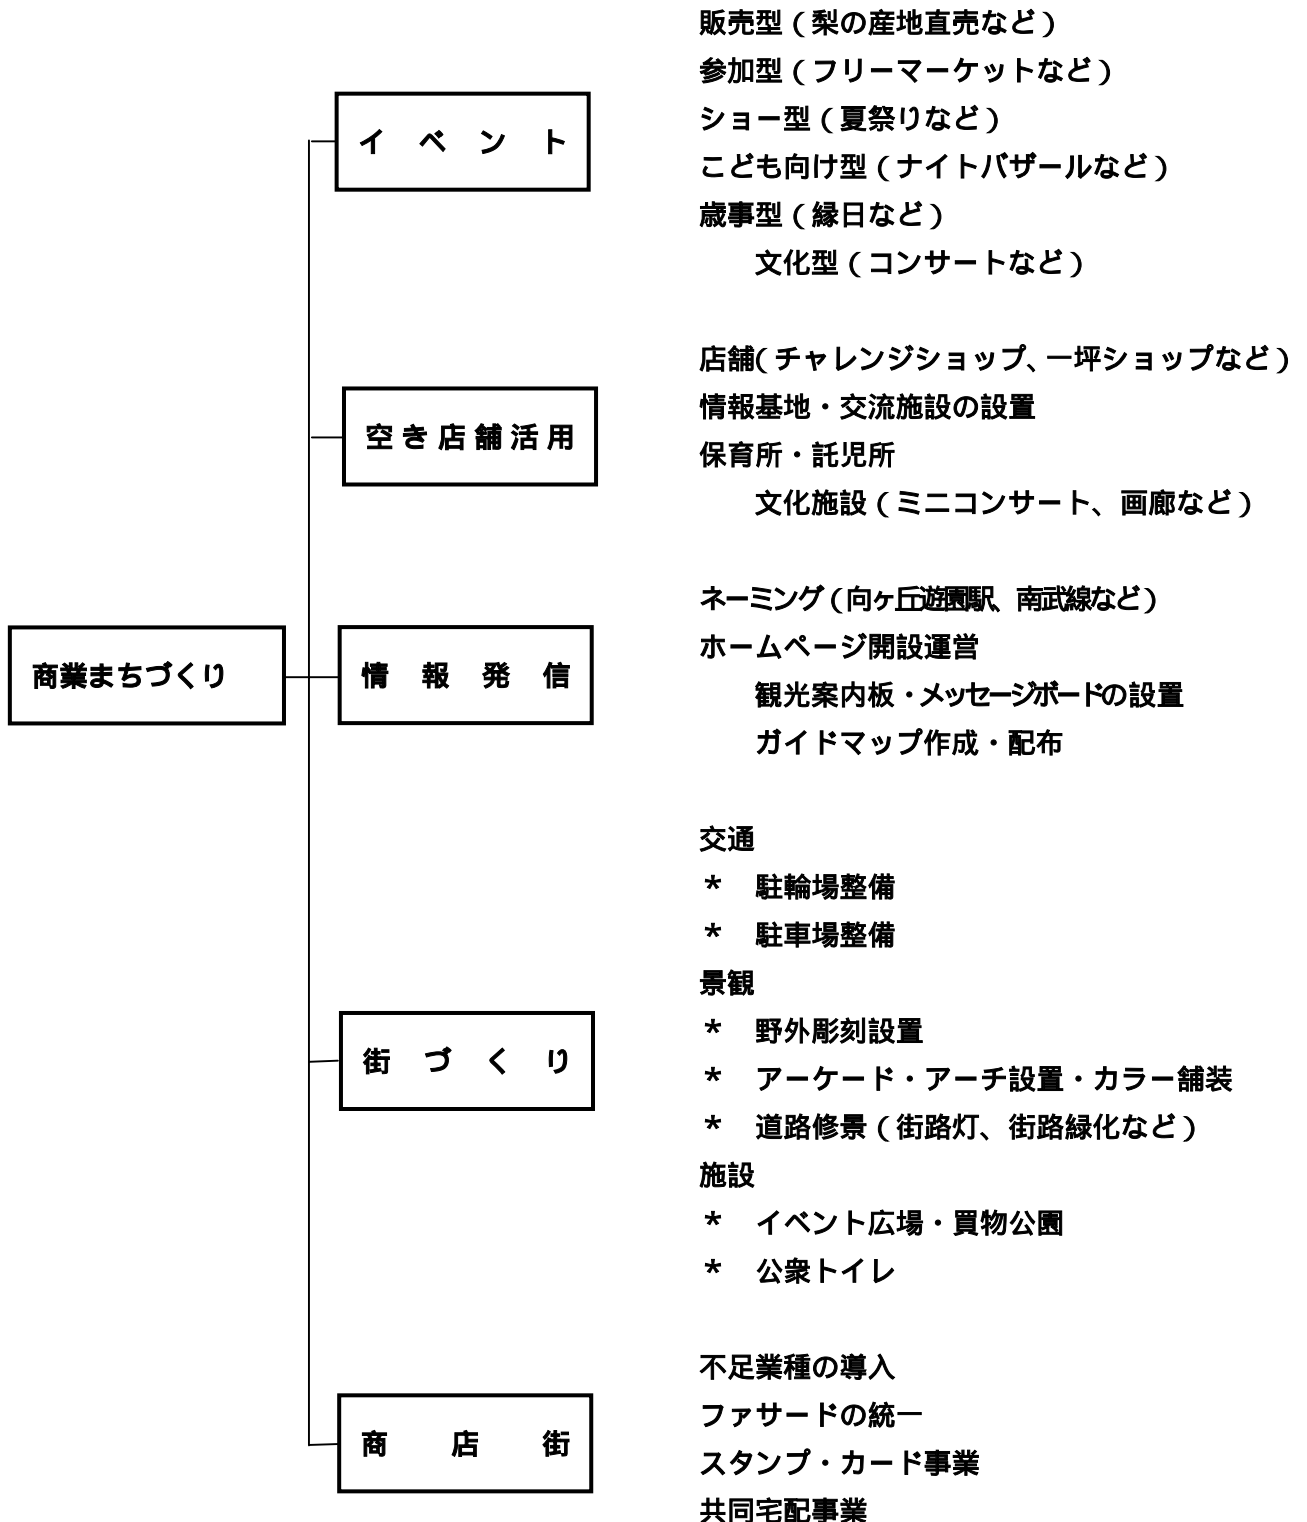 商業まちづくり
イベント
販売型（梨の産地直売など）
参加型（フリーマーケットなど）
ショー型（夏祭りなど）
こども向け型（ナイトバザールなど）
歳事型（縁日など）
文化型（コンサートなど）
空き店舗活用
店舗（チャレンジショップ、一坪ショップなど）
情報基地・交流施設の設置
保育所・託児所
文化施設（ミニコンサート、画廊など）
情報発信
ネーミング（向ヶ丘遊園駅、南武線など）
ホームページ開設運営
観光案内板・メッセージボードの設置
ガイドマップ作成・配布
街づくり
交通
＊　駐輪場整備
＊　駐車場整備
景観
＊　野外彫刻設置
＊　アーケード・アーチ設置・カラー舗装
＊　道路修景（街路灯、街路緑化など）
施設
＊　イベント広場・買物公園
＊　公衆トイレ
商店街
不足業種の導入
ファサードの統一
スタンプ・カード事業
共同宅配事業